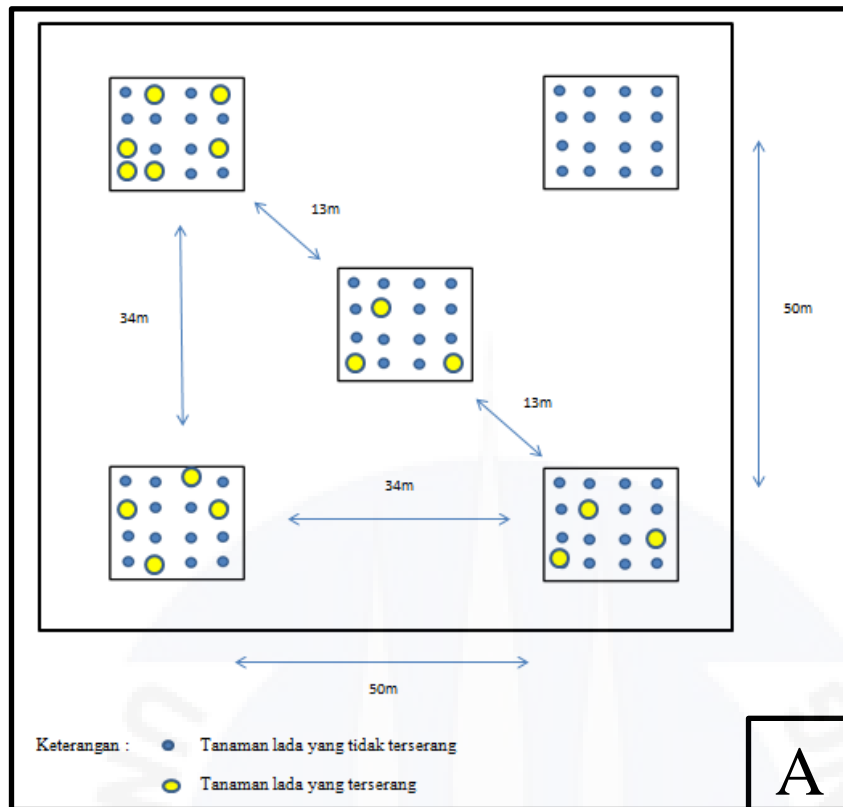 13m
34m
50m
13m
34m
50m
Keterangan :
Tanaman lada yang tidak terserang
Tanaman lada yang terserang
A